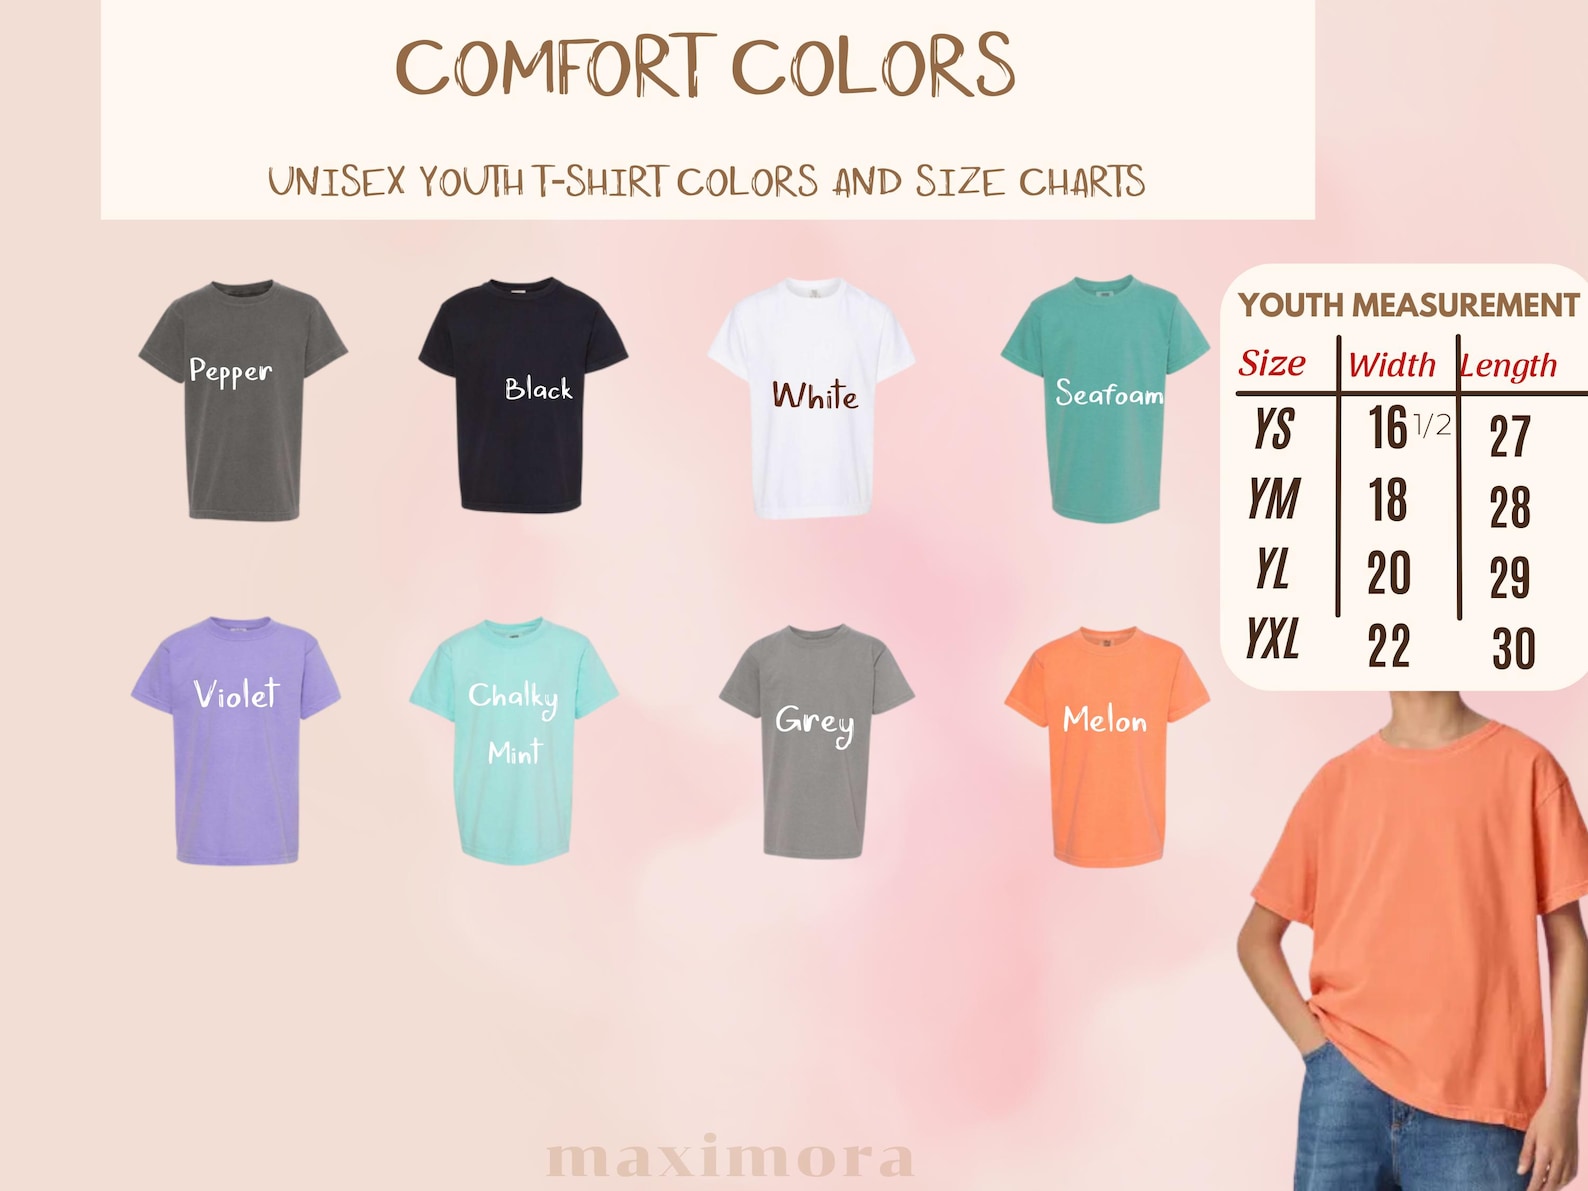 COMFORT COLORS
UNISEX YOUTH T-SHIRT COLORS AND SIZE CHARTS
Pepper
Black
White
Seafoam
Violet
Chalky
Mint
Grey
Melon
YOUTH MEASUREMENT
Size Width Length
YS 16 1/2 27
YM 18 28
YL 20 29
YXL 22 30
maximora